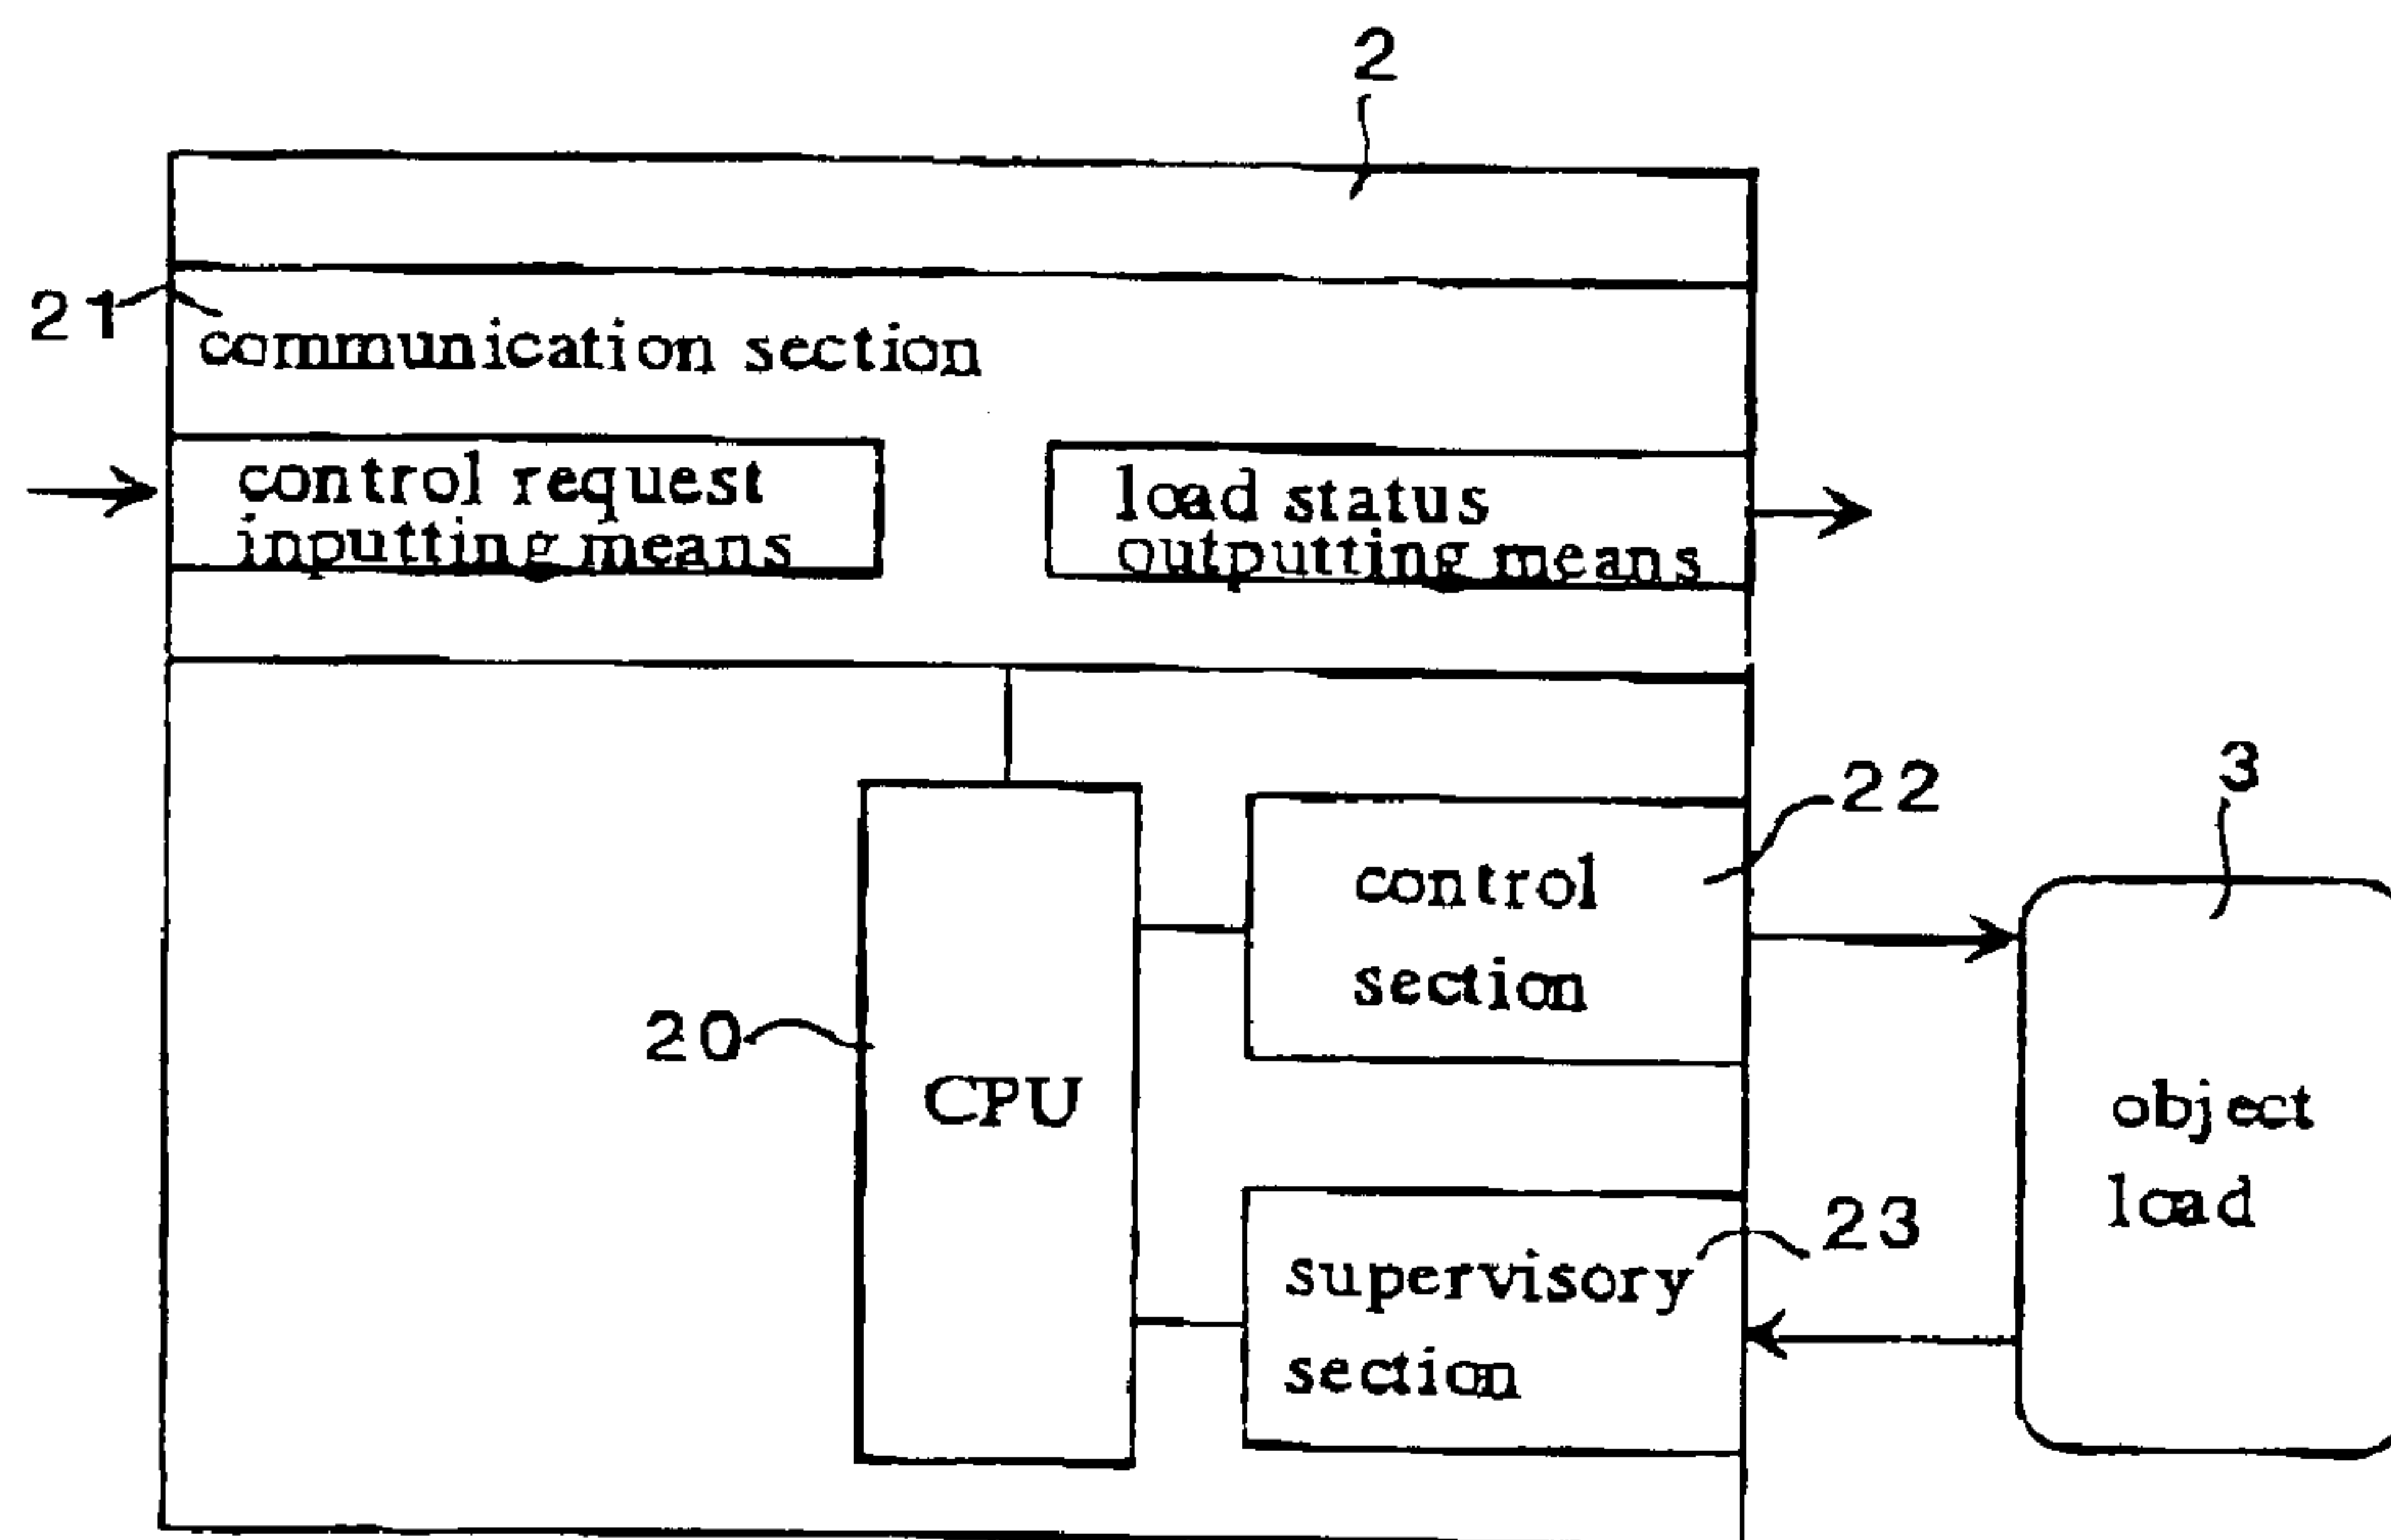 2
21
communication section
control request
inputting means
load status
outputting means
22
3
control
section
20
CPU
object
load
23
supervisory
section